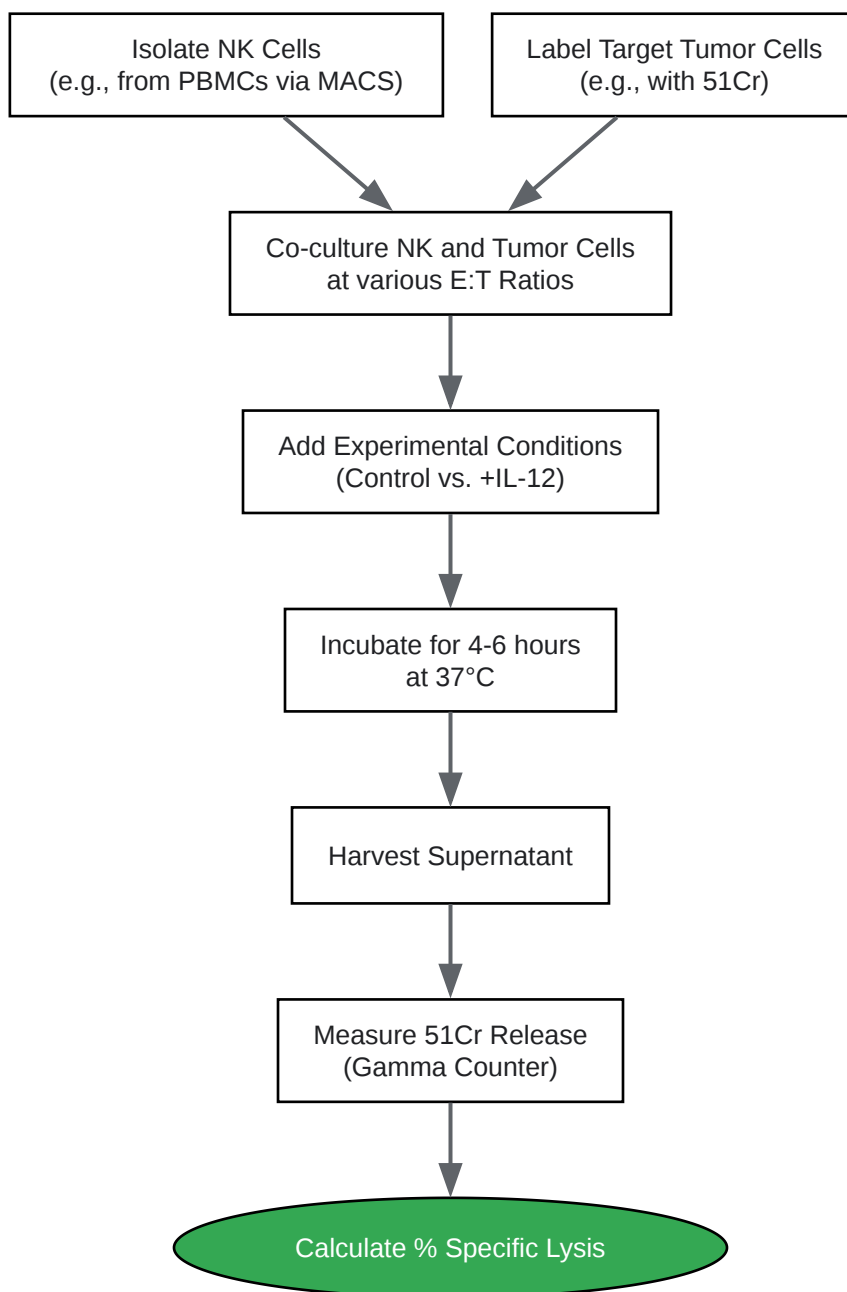 Isolate NK Cells
(e.g., from PBMCs via MACS)
Label Target Tumor Cells
(e.g., with 51Cr)
Co-culture NK and Tumor Cells
at various E:T Ratios
Add Experimental Conditions
(Control vs. +IL-12)
Incubate for 4-6 hours
at 37°C
Harvest Supernatant
Measure 51Cr Release
(Gamma Counter)
Calculate % Specific Lysis